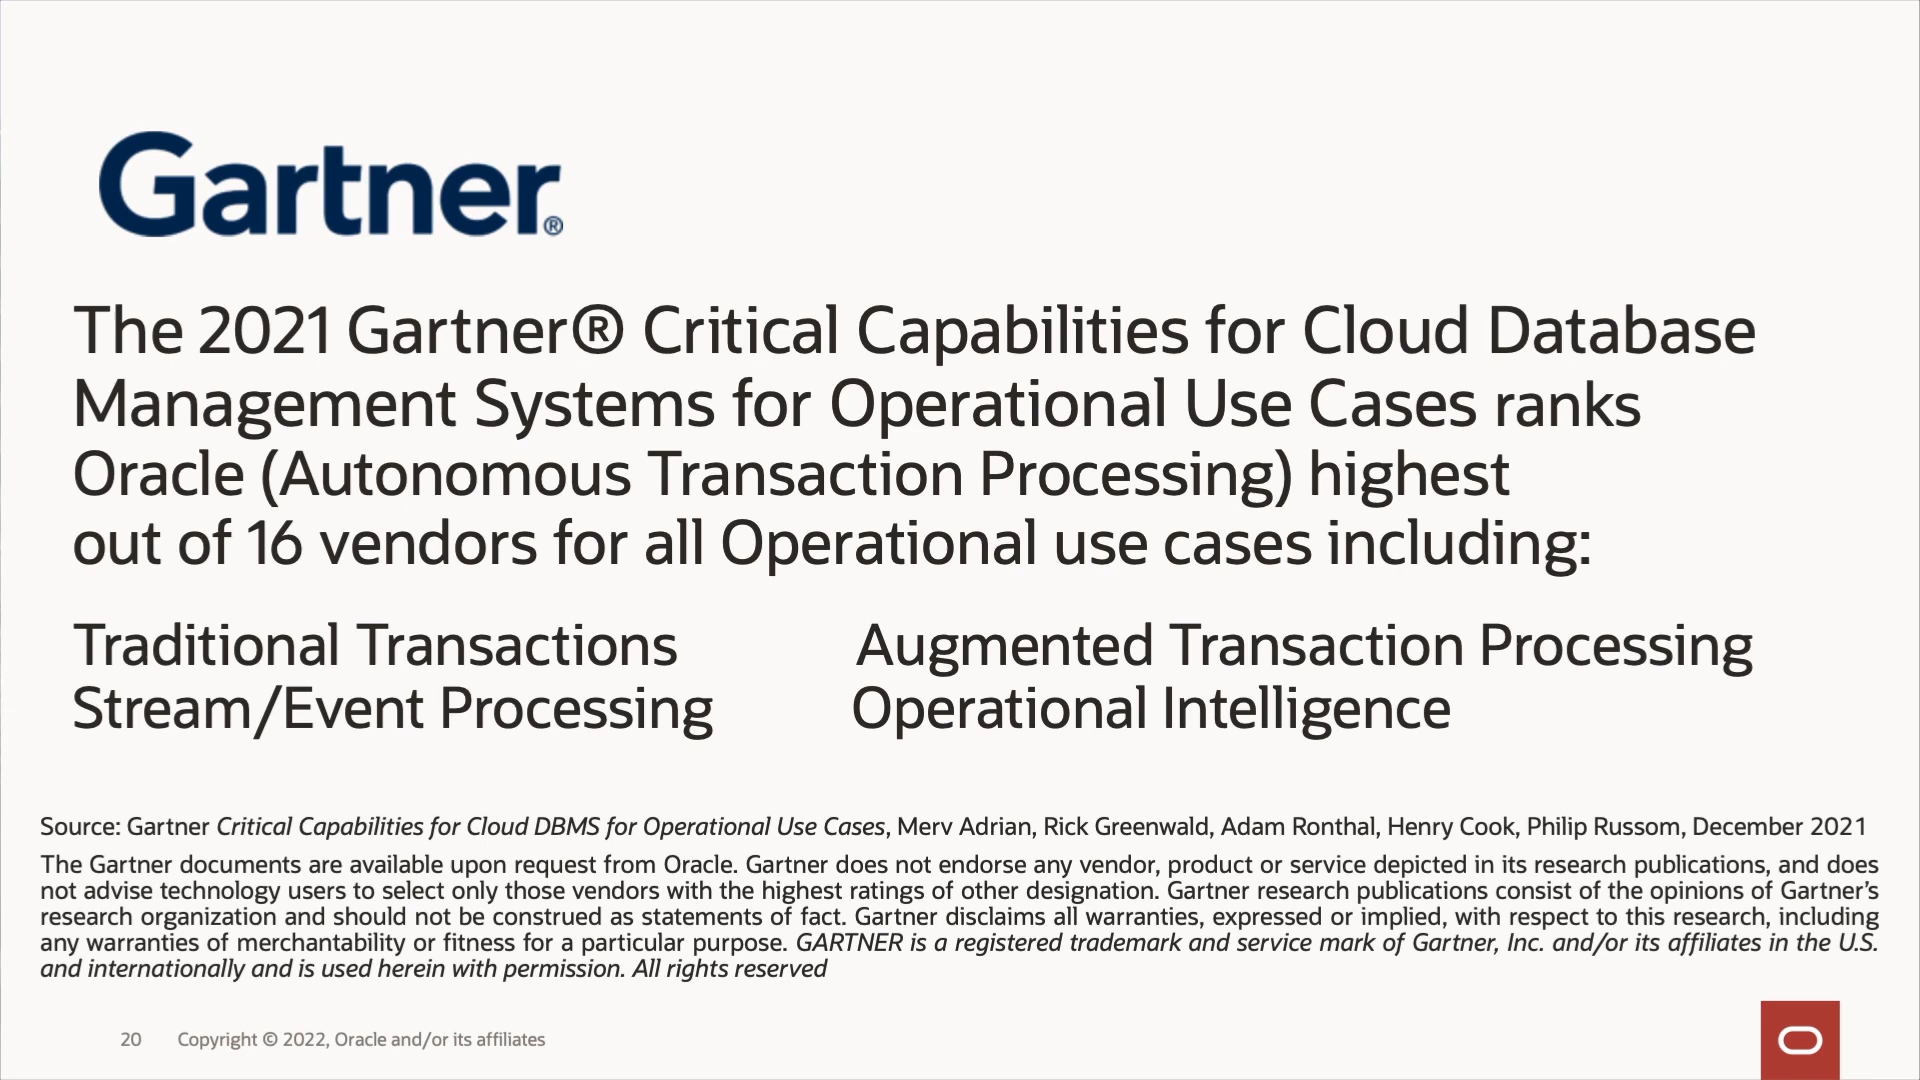 Gartner®
The 2021 Gartner® Critical Capabilities for Cloud Database
Management Systems for Operational Use Cases ranks
Oracle (Autonomous Transaction Processing) highest
out of 16 vendors for all Operational use cases including:
Traditional Transactions Augmented Transaction Processing
Stream/Event Processing Operational Intelligence
Source: Gartner Critical Capabilities for Cloud DBMS for Operational Use Cases, Merv Adrian, Rick Greenwald, Adam Ronthal, Henry Cook, Philip Russom, December 2021
The Gartner documents are available upon request from Oracle. Gartner does not endorse any vendor, product or service depicted in its research publications, and does
not advise technology users to select only those vendors with the highest ratings of other designation. Gartner research publications consist of the opinions of Gartner’s
research organization and should not be construed as statements of fact. Gartner disclaims all warranties, expressed or implied, with respect to this research, including
any warranties of merchantability or fitness for a particular purpose. GARTNER is a registered trademark and service mark of Gartner, Inc. and/or its affiliates in the U.S.
and internationally and is used herein with permission. All rights reserved
20 Copyright © 2022, Oracle and/or its affiliates